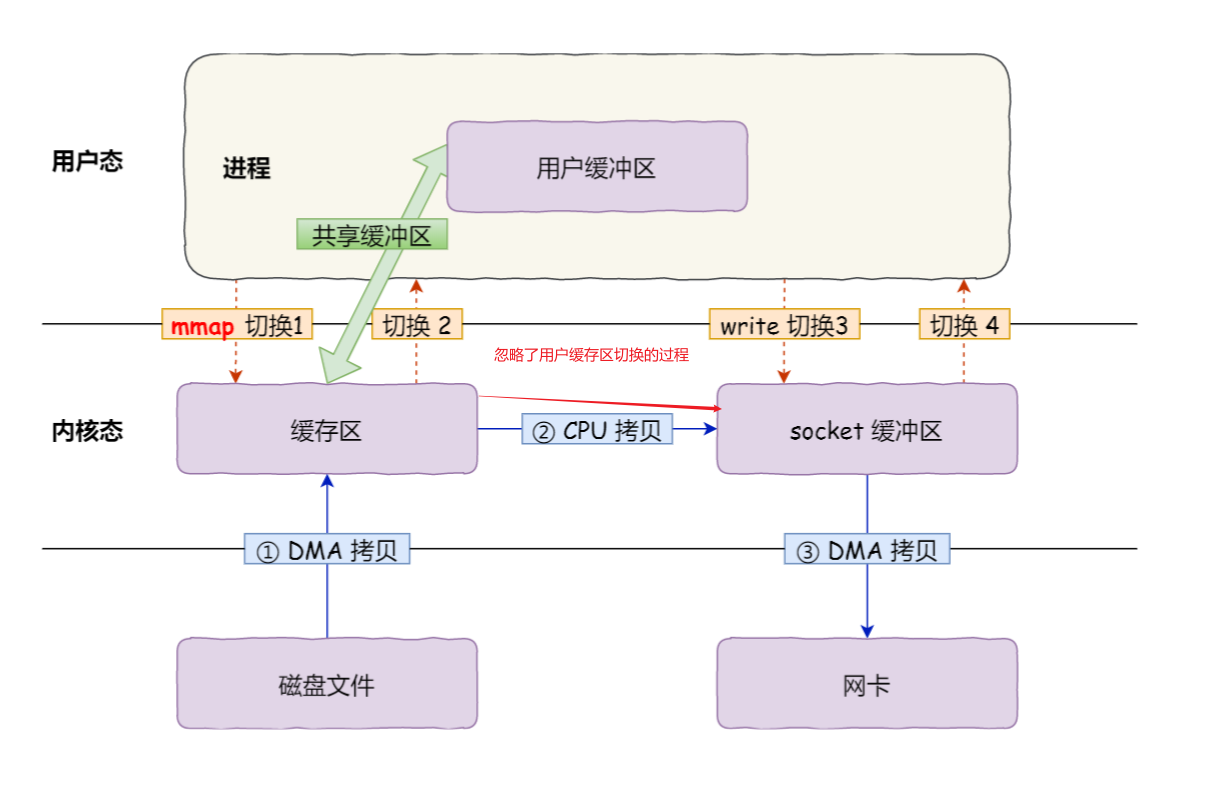 用户态
进程
用户缓冲区
共享缓冲区
mmap 切换1
切换 2
write 切换3
切换 4
忽略了用户缓存区切换的过程
内核态
缓存区
② CPU 拷贝
socket 缓冲区
① DMA 拷贝
③ DMA 拷贝
磁盘文件
网卡